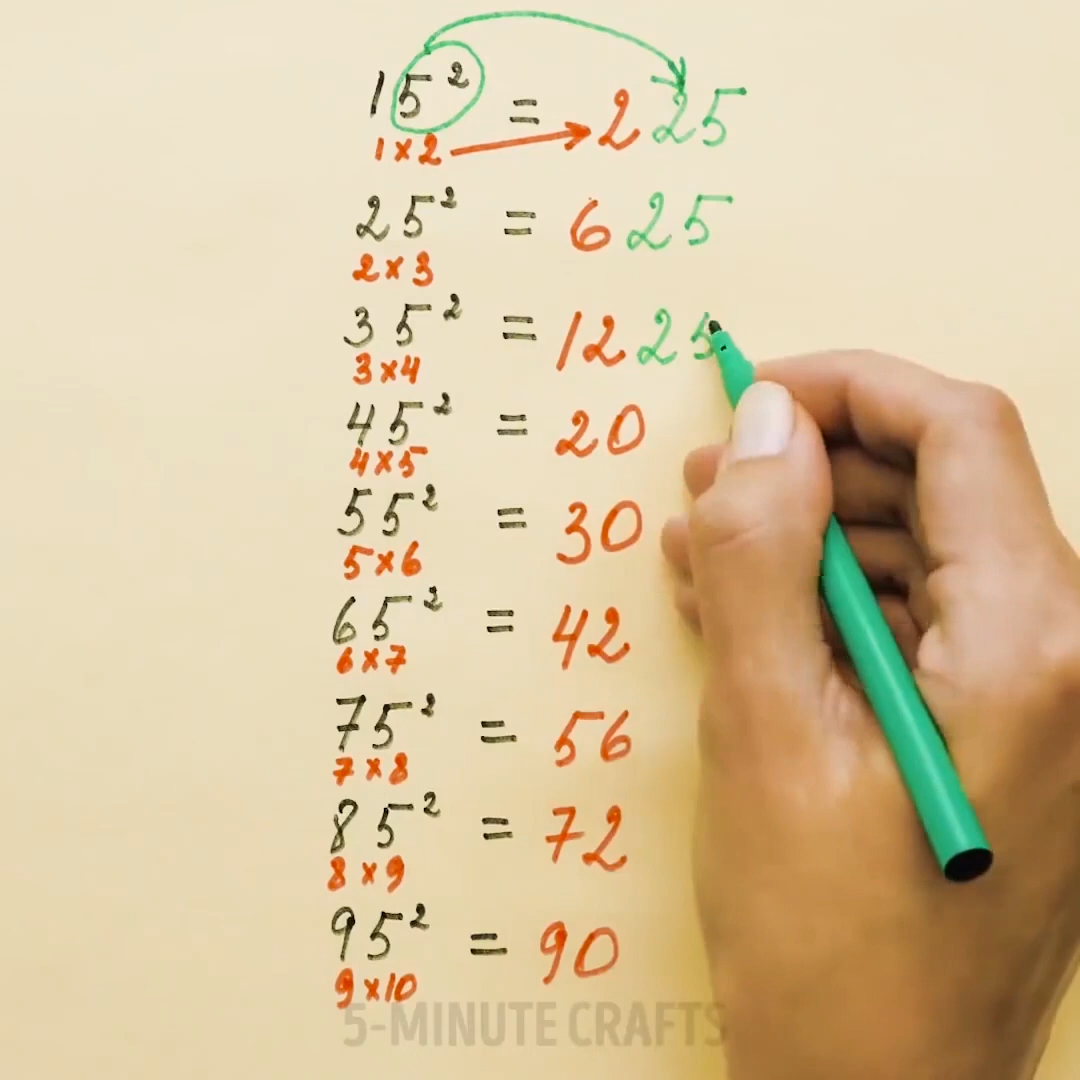 15² = 225
1×2
25² = 625
2×3
35² = 1225
3×4
45² = 20
4×5
55² = 30
5×6
65² = 42
6×7
75² = 56
7×8
85² = 72
8×9
95² = 90
9×10
5-MINUTE CRAFTS